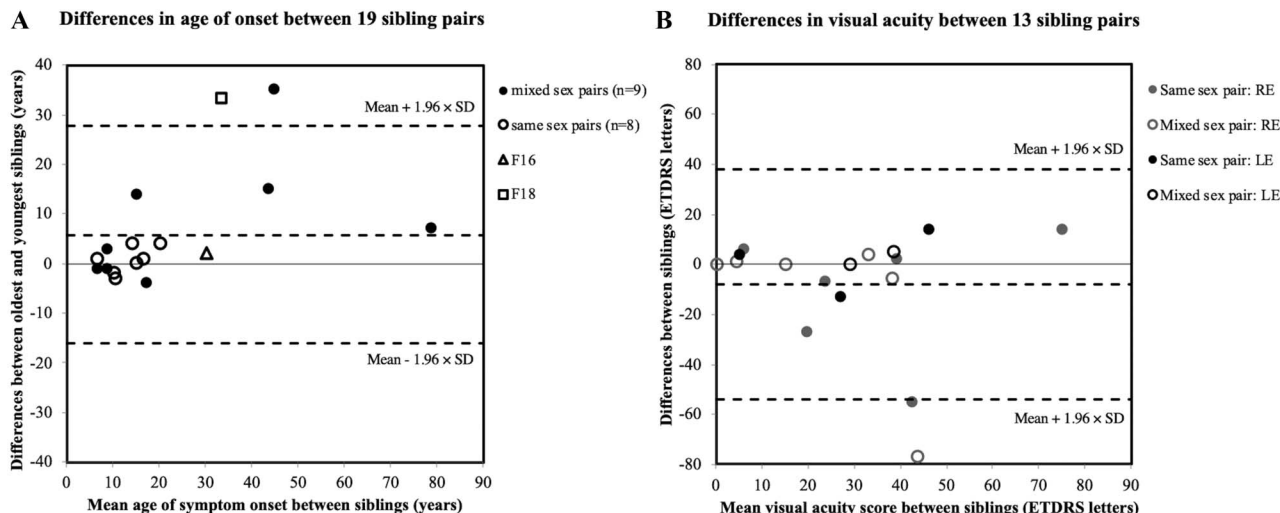 A
Differences in age of onset between 19 sibling pairs
Differences between oldest and youngest siblings (years)
40
30
20
10
0
-10
-20
-30
-40
Mean + 1.96 × SD
Mean - 1.96 × SD
0 10 20 30 40 50 60 70 80 90
Mean age of symptom onset between siblings (years)
mixed sex pairs (n=9)
same sex pairs (n=8)
F16
F18
B
Differences in visual acuity between 13 sibling pairs
Differences between siblings (ETDRS letters)
80
60
40
20
0
-20
-40
-60
-80
Mean + 1.96 × SD
Mean + 1.96 × SD
0 10 20 30 40 50 60 70 80 90
Mean visual acuity score between siblings (ETDRS letters)
Same sex pair: RE
Mixed sex pair: RE
Same sex pair: LE
Mixed sex pair: LE